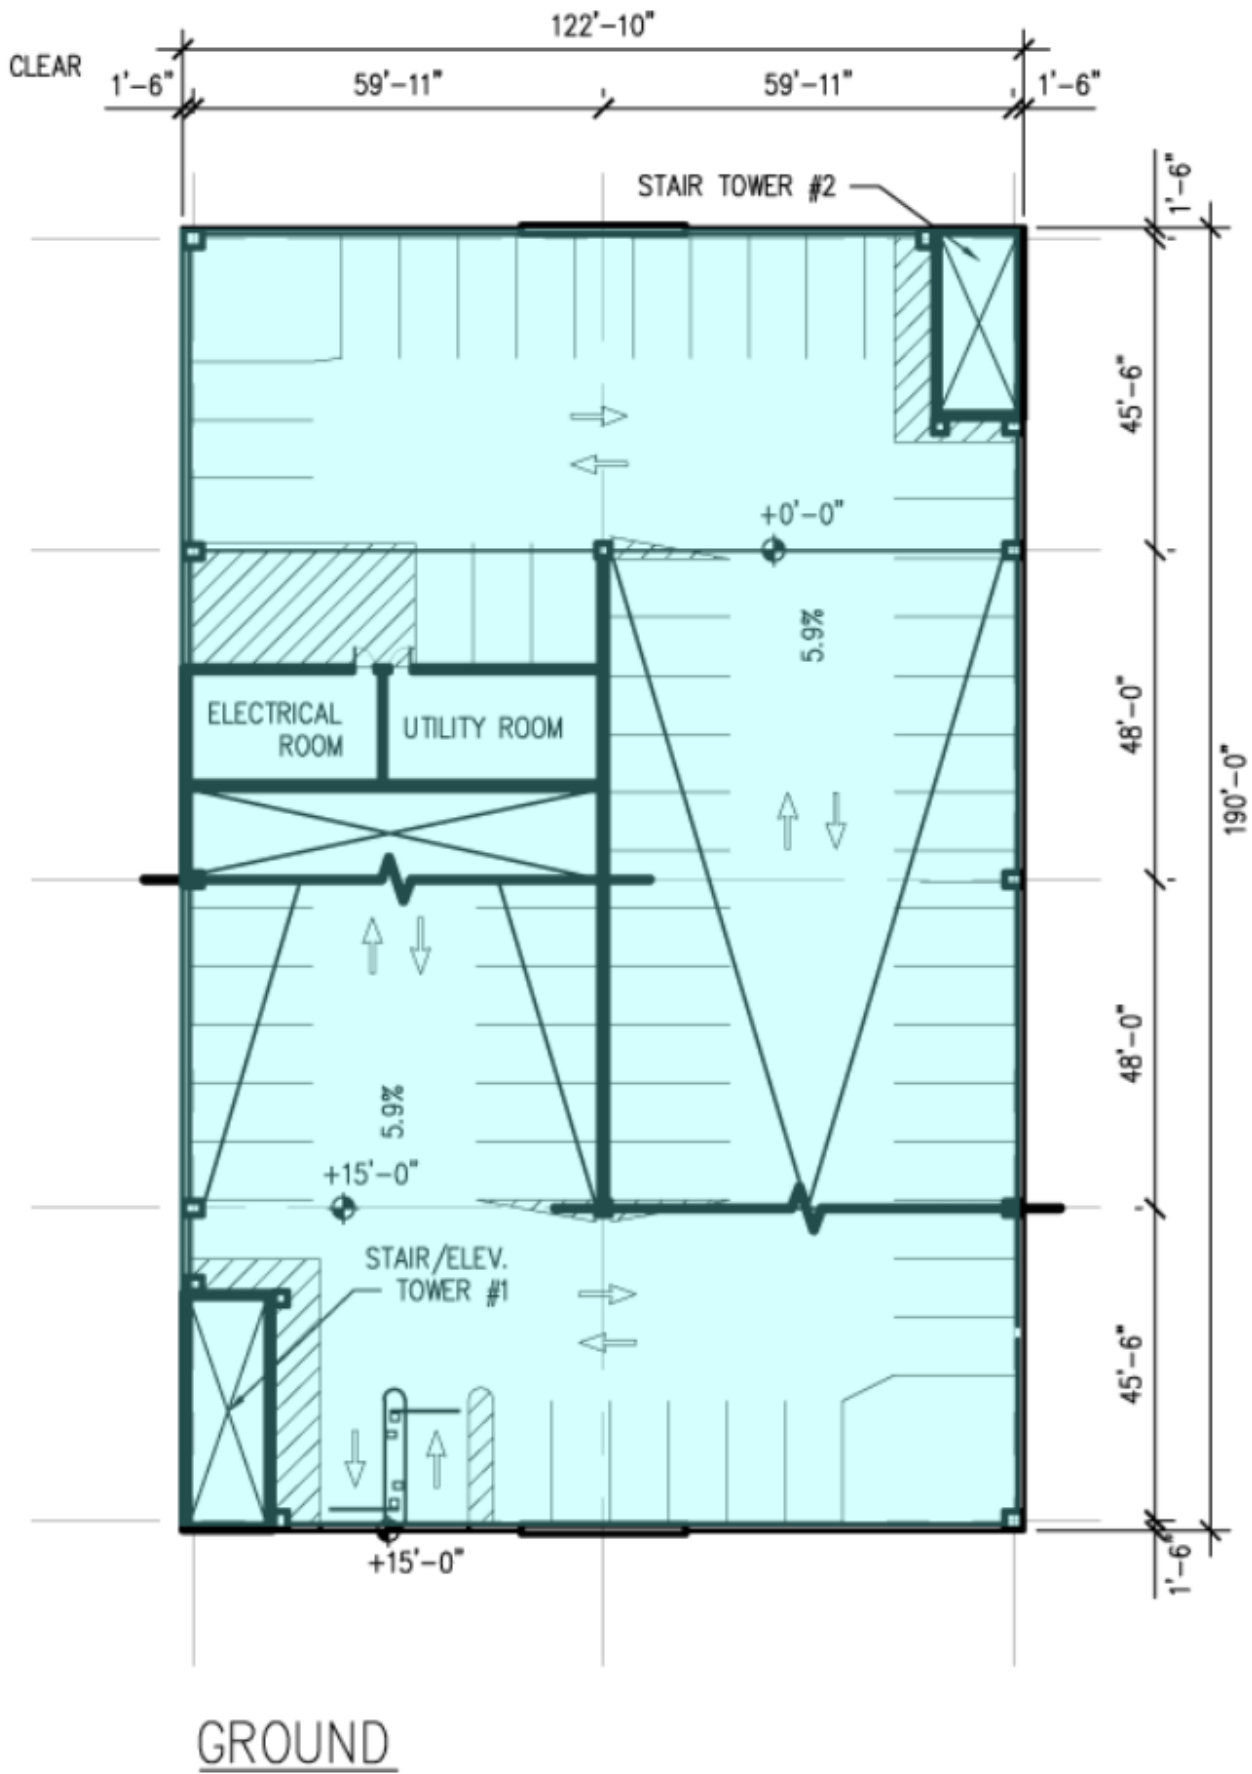 122'-10"
CLEAR
1'-6"
59'-11"
59'-11"
1'-6"
STAIR TOWER #2
1'-6"
45'-6"
+0'-0"
5.9%
ELECTRICAL
ROOM
UTILITY ROOM
48'-0"
190'-0"
48'-0"
5.9%
+15'-0"
STAIR/ELEV.
TOWER #1
45'-6"
+15'-0"
1'-6"
GROUND